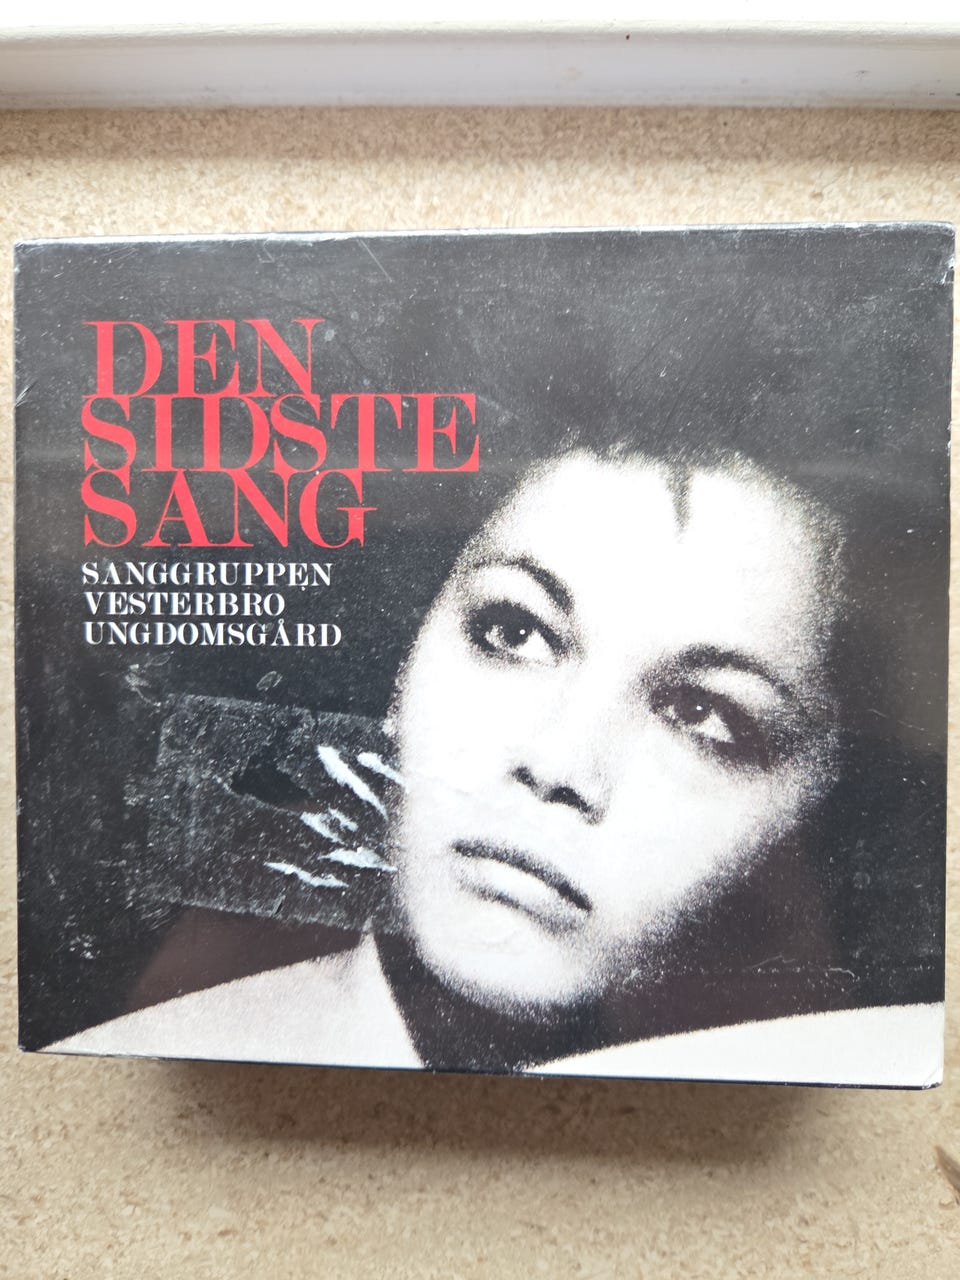 DEN
SIDSTE
SANG
SANGGRUPPEN
VESTERBRO
UNGDOMSGÅRD